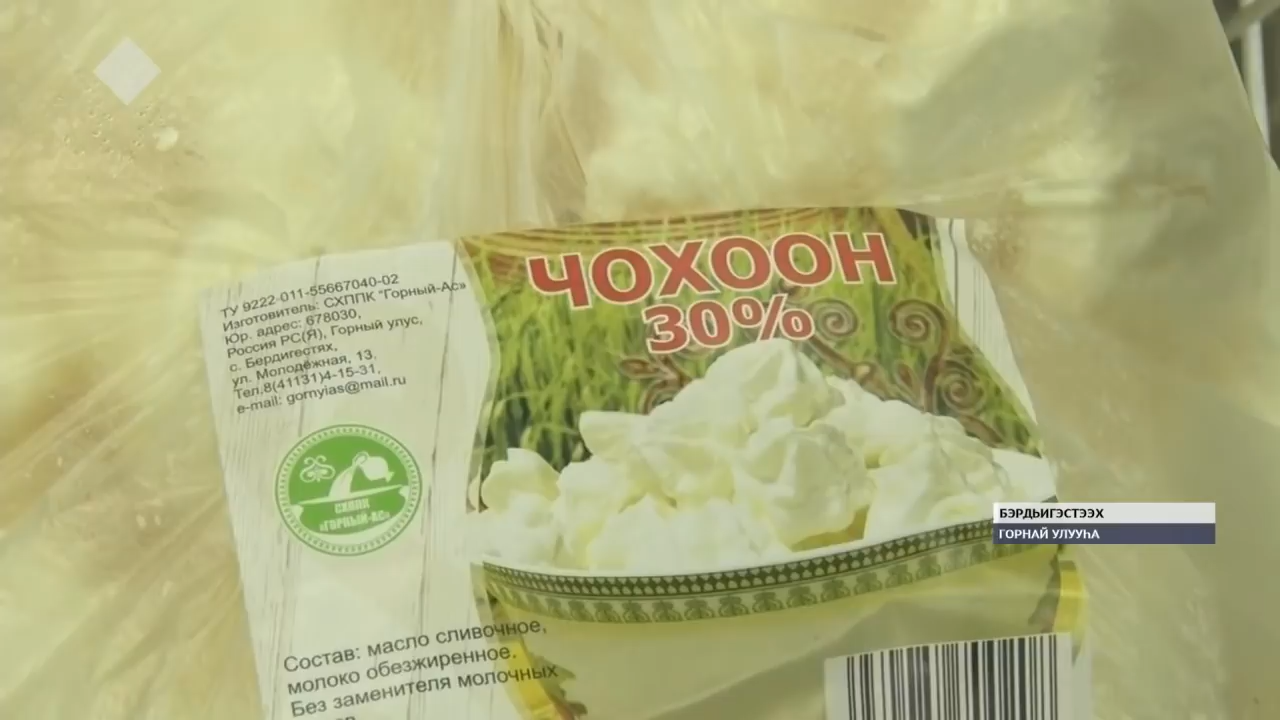 ЧОХООН
30%
ТУ 9222-011-55667040-02
Изготовитель: СХППК "Горный-Ас"
Юр. адрес: 678030,
Россия РС(Я), Горный улус,
с. Бердигестях,
ул. Молодёжная, 13,
Тел.8(41131)4-15-31,
e-mail: gornyias@mail.ru
СХППК
«ГОРНЫЙ-АС»
Состав: масло сливочное,
молоко обезжиренное.
Без заменителя молочных
БЭРДЬИГЭСТЭЭХ
ГОРНАЙ УЛУУҺА